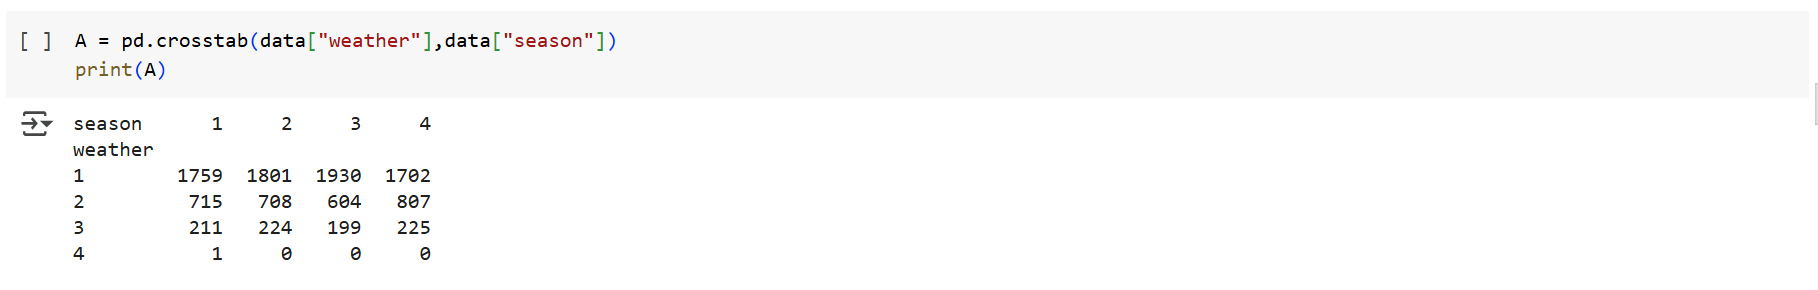 [ ] A = pd.crosstab(data["weather"],data["season"])
print(A)
season 1 2 3 4
weather
1 1759 1801 1930 1702
2 715 708 604 807
3 211 224 199 225
4 1 0 0 0